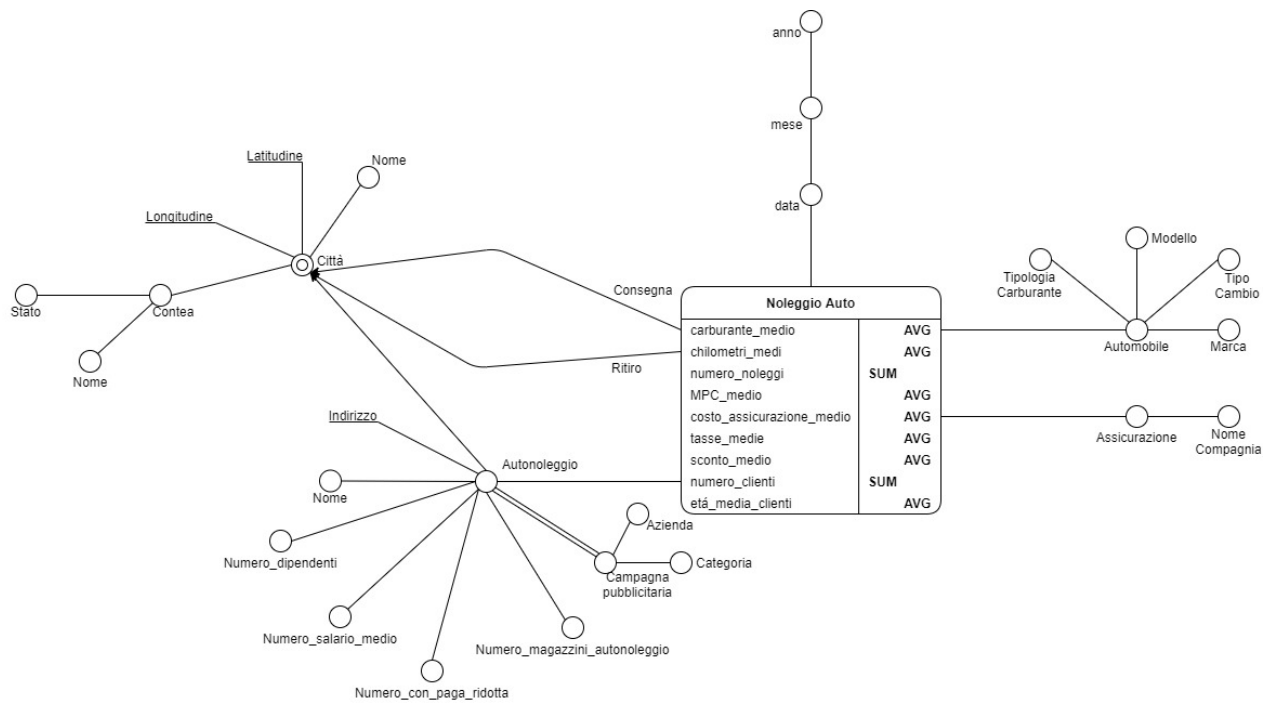 anno
mese
data
Latitudine
Nome
Longitudine
Città
Stato
Contea
Nome
Consegna
Ritiro
Noleggio Auto
carburante_medio AVG
chilometri_medi AVG
numero_noleggi SUM
MPC_medio AVG
costo_assicurazione_medio AVG
tasse_medie AVG
sconto_medio AVG
numero_clienti SUM
etá_media_clienti AVG
Modello
Tipologia
Carburante
Tipo
Cambio
Automobile
Marca
Assicurazione
Nome
Compagnia
Indirizzo
Autonoleggio
Nome
Numero_dipendenti
Azienda
Campagna
pubblicitaria
Categoria
Numero_salario_medio
Numero_magazzini_autonoleggio
Numero_con_paga_ridotta